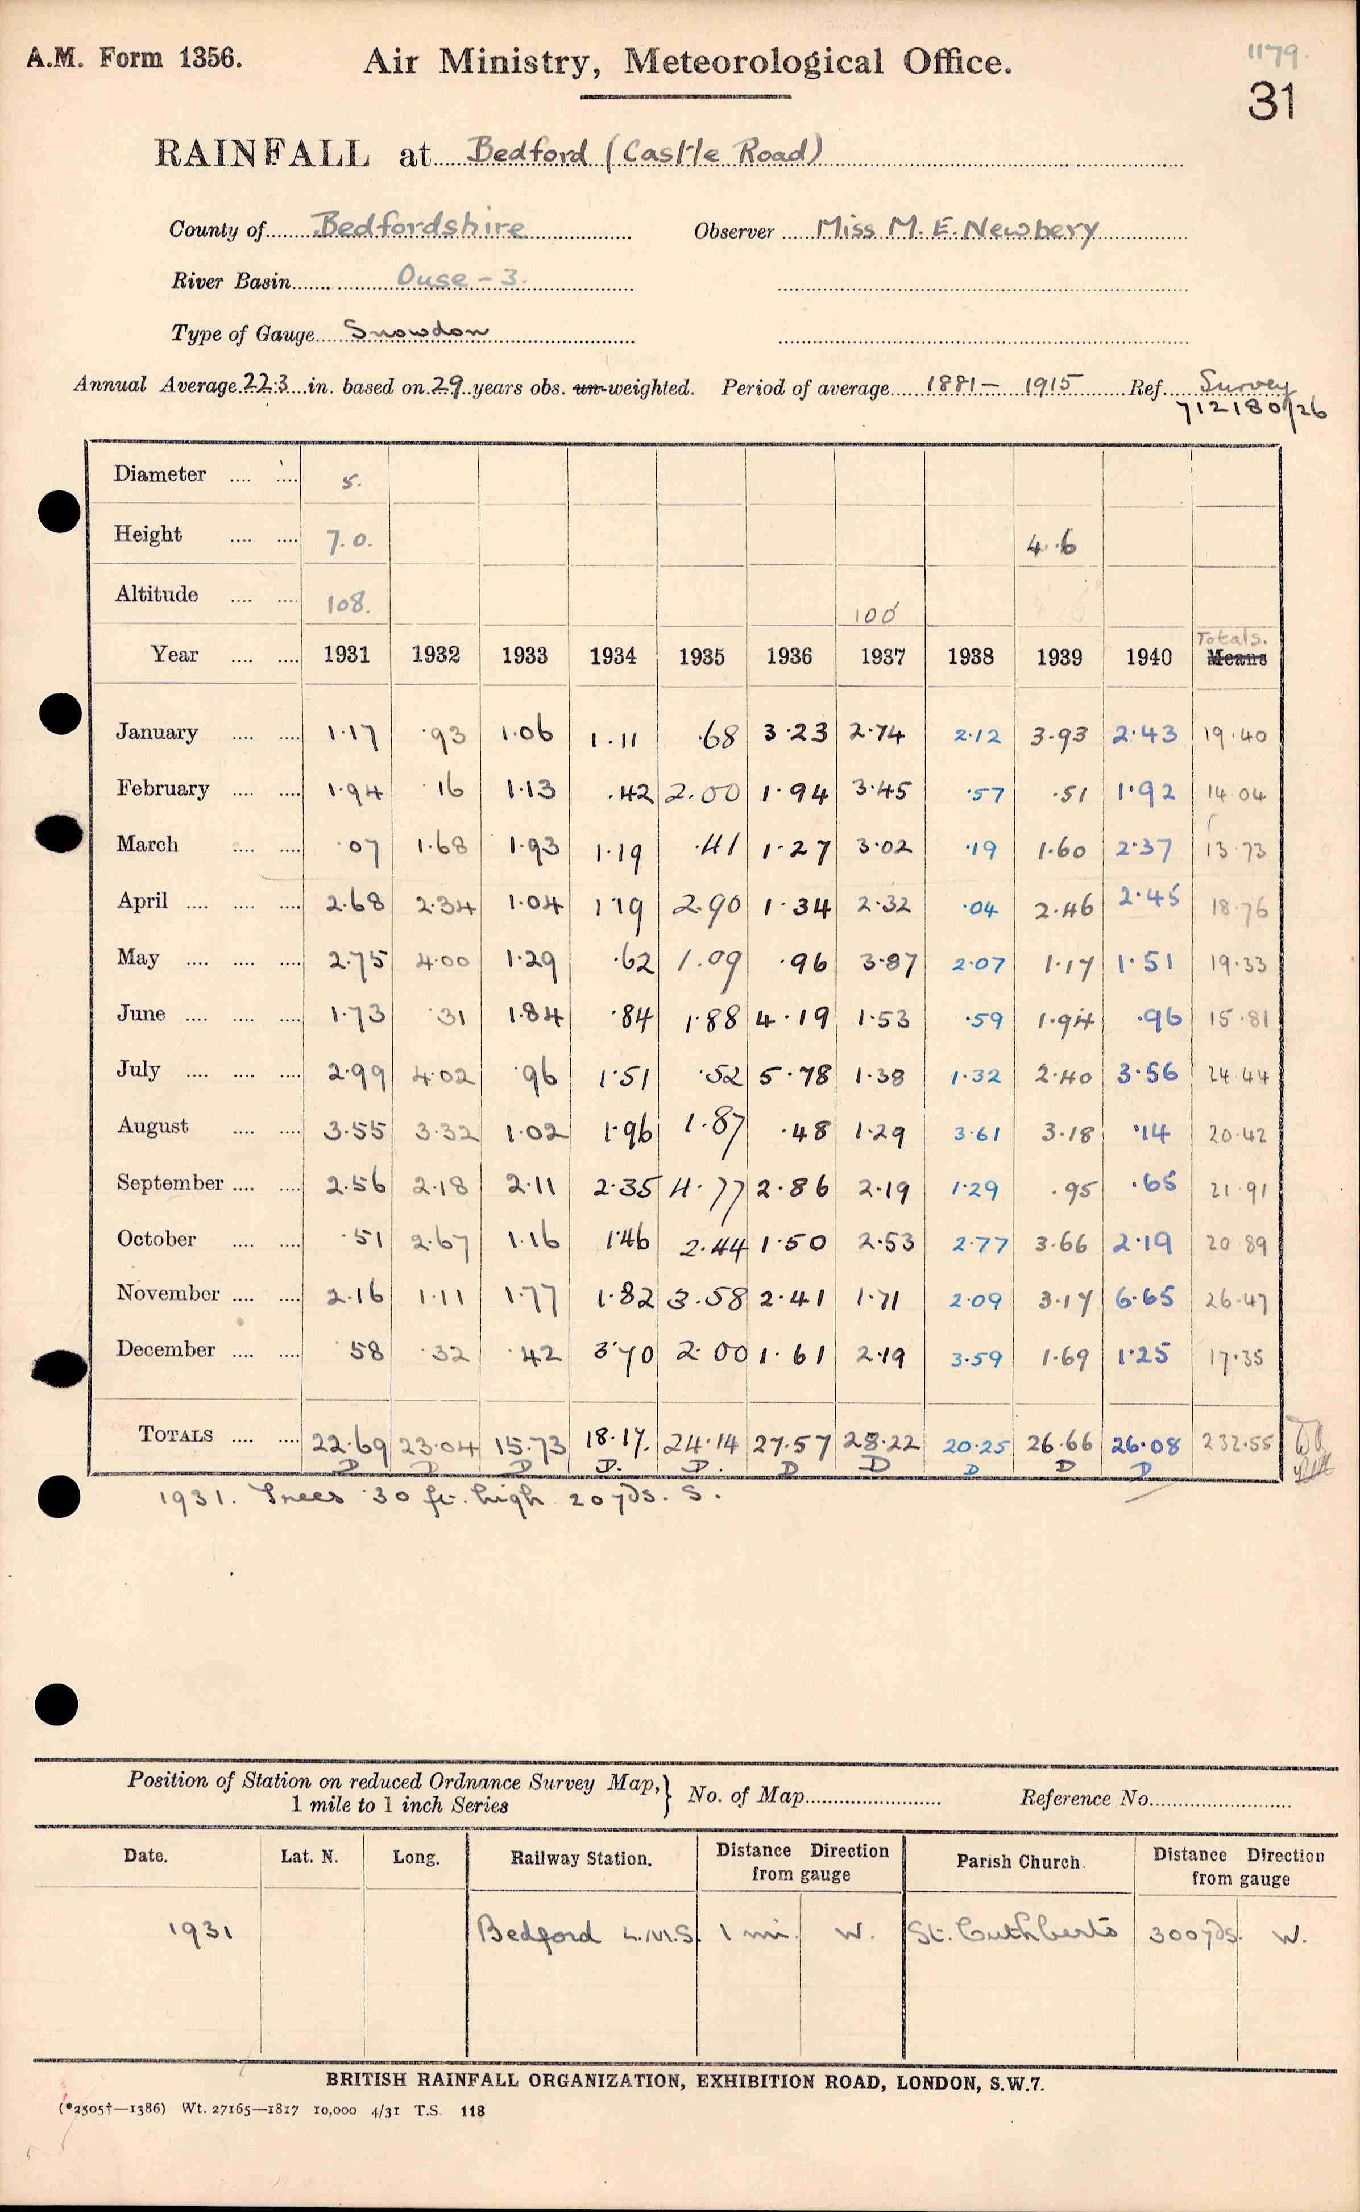 A.M. Form 1356. Air Ministry, Meteorological Office. 1179.
31
RAINFALL at Bedford (Castle Road)
County of Bedfordshire Observer Miss M. E. Newbery
River Basin Ouse - 3.
Type of Gauge Snowdon
Annual Average 22.3 in. based on 29 years obs. un-weighted. Period of average 1881 - 1915 Ref. Survey
712180/26
Diameter 5.
Height 7.0. 4.6
Altitude 108. 100
Totals.
Year 1931 1932 1933 1934 1935 1936 1937 1938 1939 1940 Means
January 1.17 .93 1.06 1.11 .68 3.23 2.74 2.12 3.93 2.43 19.40
February 1.94 .16 1.13 .42 2.00 1.94 3.45 .57 .51 1.92 14.04
March .07 1.68 1.93 1.19 .41 1.27 3.02 .19 1.60 2.37 13.73
April 2.68 2.34 1.04 1.19 2.90 1.34 2.32 .04 2.46 2.45 18.76
May 2.75 4.00 1.29 .62 1.09 .96 3.87 2.07 1.17 1.51 19.33
June 1.73 .31 1.84 .84 1.88 4.19 1.53 .59 1.94 .96 15.81
July 2.99 4.02 .96 1.51 .52 5.78 1.38 1.32 2.40 3.56 24.44
August 3.55 3.32 1.02 1.96 1.87 .48 1.29 3.61 3.18 .14 20.42
September 2.56 2.18 2.11 2.35 4.77 2.86 2.19 1.29 .95 .65 21.91
October .51 2.67 1.16 1.46 2.44 1.50 2.53 2.77 3.66 2.19 20.89
November 2.16 1.11 1.77 1.82 3.58 2.41 1.71 2.09 3.17 6.65 26.47
December .58 .32 .42 3.70 2.00 1.61 2.19 3.59 1.69 1.25 17.35
TOTALS 22.69 23.04 15.73 18.17. 24.14 27.57 28.22 20.25 26.66 26.08 232.55
D D D D. D. D D D D D
1931. Trees 30 ft. high 20 yds. S.
Position of Station on reduced Ordnance Survey Map,
1 mile to 1 inch Series } No. of Map Reference No.
Date. Lat. N. Long. Railway Station. Distance Direction from gauge Parish Church. Distance Direction from gauge
1931 Bedford L.M.S. 1 mi. W. St. Cuthberts 300 yds. W.
BRITISH RAINFALL ORGANIZATION, EXHIBITION ROAD, LONDON, S.W.7.
(*2505†—1386) Wt. 27165—1817 10,000 4/31 T.S. 118